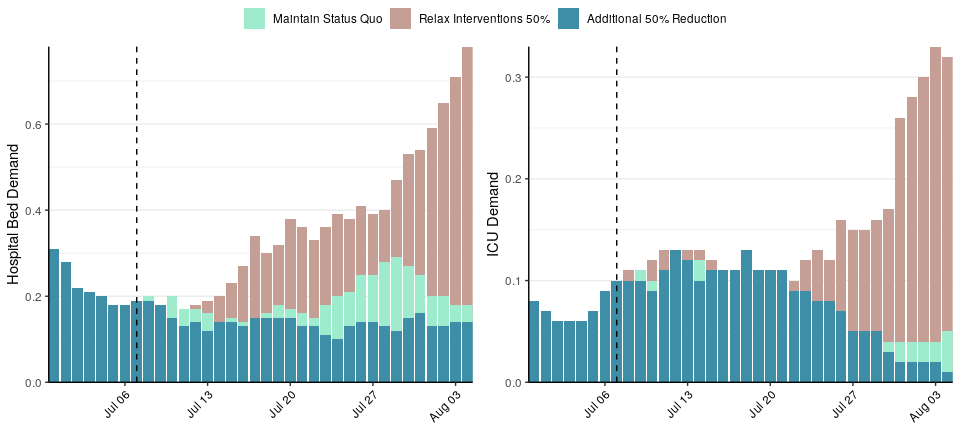 Maintain Status Quo Relax Interventions 50% Additional 50% Reduction
Hospital Bed Demand
0.6
0.4
0.2
0.0
Jul 06 Jul 13 Jul 20 Jul 27 Aug 03
ICU Demand
0.3
0.2
0.1
0.0
Jul 06 Jul 13 Jul 20 Jul 27 Aug 03